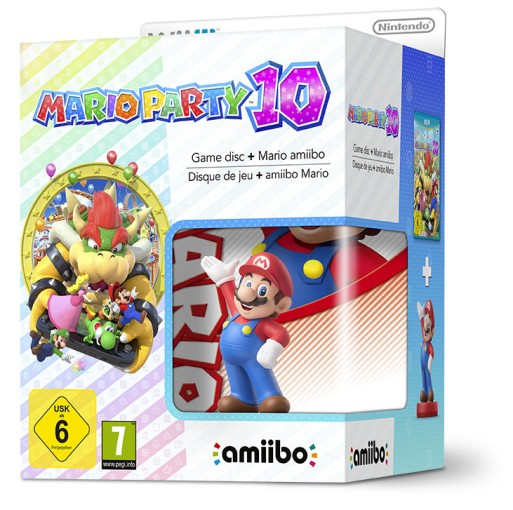 Nintendo
MARIO PARTY 10
Game disc + Mario amiibo
Disque de jeu + amiibo Mario
MARIO PARTY 10
Game disc + Mario amiibo
Disque de jeu + amiibo Mario
MARIO
USK
ab
6
freigegeben
7
www.pegi.info
amiibo
amiibo